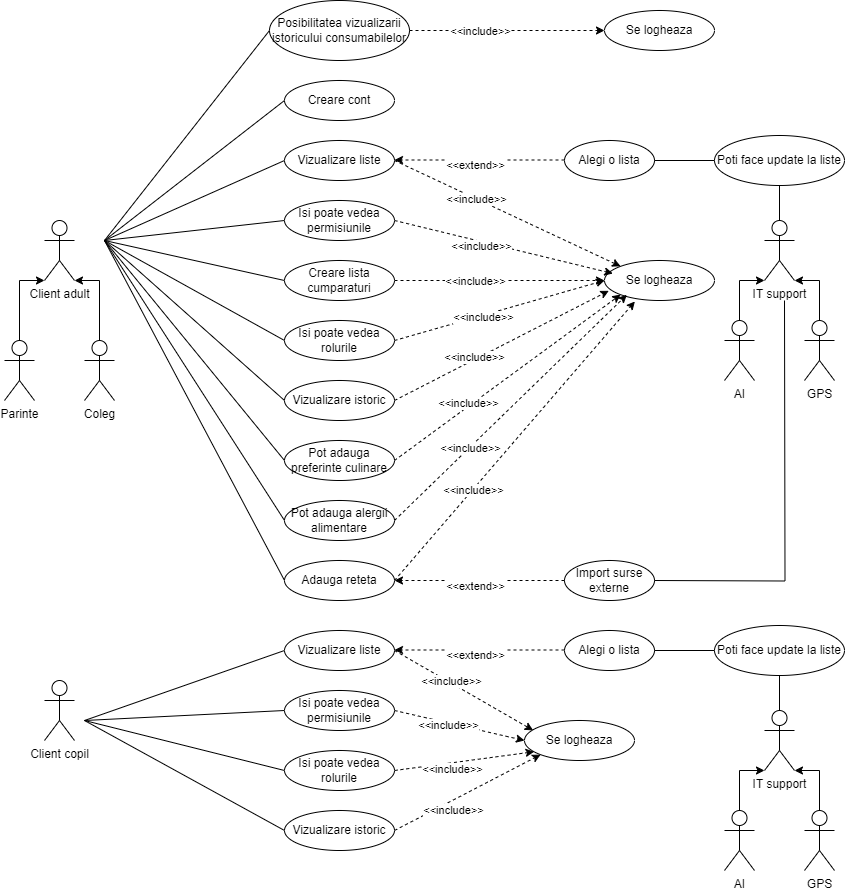 Posibilitatea vizualizarii
istoricului consumabilelor
<<include>>
Se logheaza
Creare cont
Vizualizare liste
<<extend>>
Alegi o lista
Poti face update la liste
<<include>>
Isi poate vedea
permisiunile
<<include>>
Client adult
Creare lista
cumparaturi
<<include>>
Se logheaza
IT support
<<include>>
Isi poate vedea
rolurile
<<include>>
Parinte
Coleg
AI
GPS
Vizualizare istoric
<<include>>
Pot adauga
preferinte culinare
<<include>>
Pot adauga alergii
alimentare
<<include>>
Adauga reteta
<<extend>>
Import surse
externe
Vizualizare liste
<<extend>>
Alegi o lista
Poti face update la liste
<<include>>
Isi poate vedea
permisiunile
<<include>>
Client copil
Se logheaza
Isi poate vedea
rolurile
<<include>>
IT support
<<include>>
Vizualizare istoric
AI
GPS